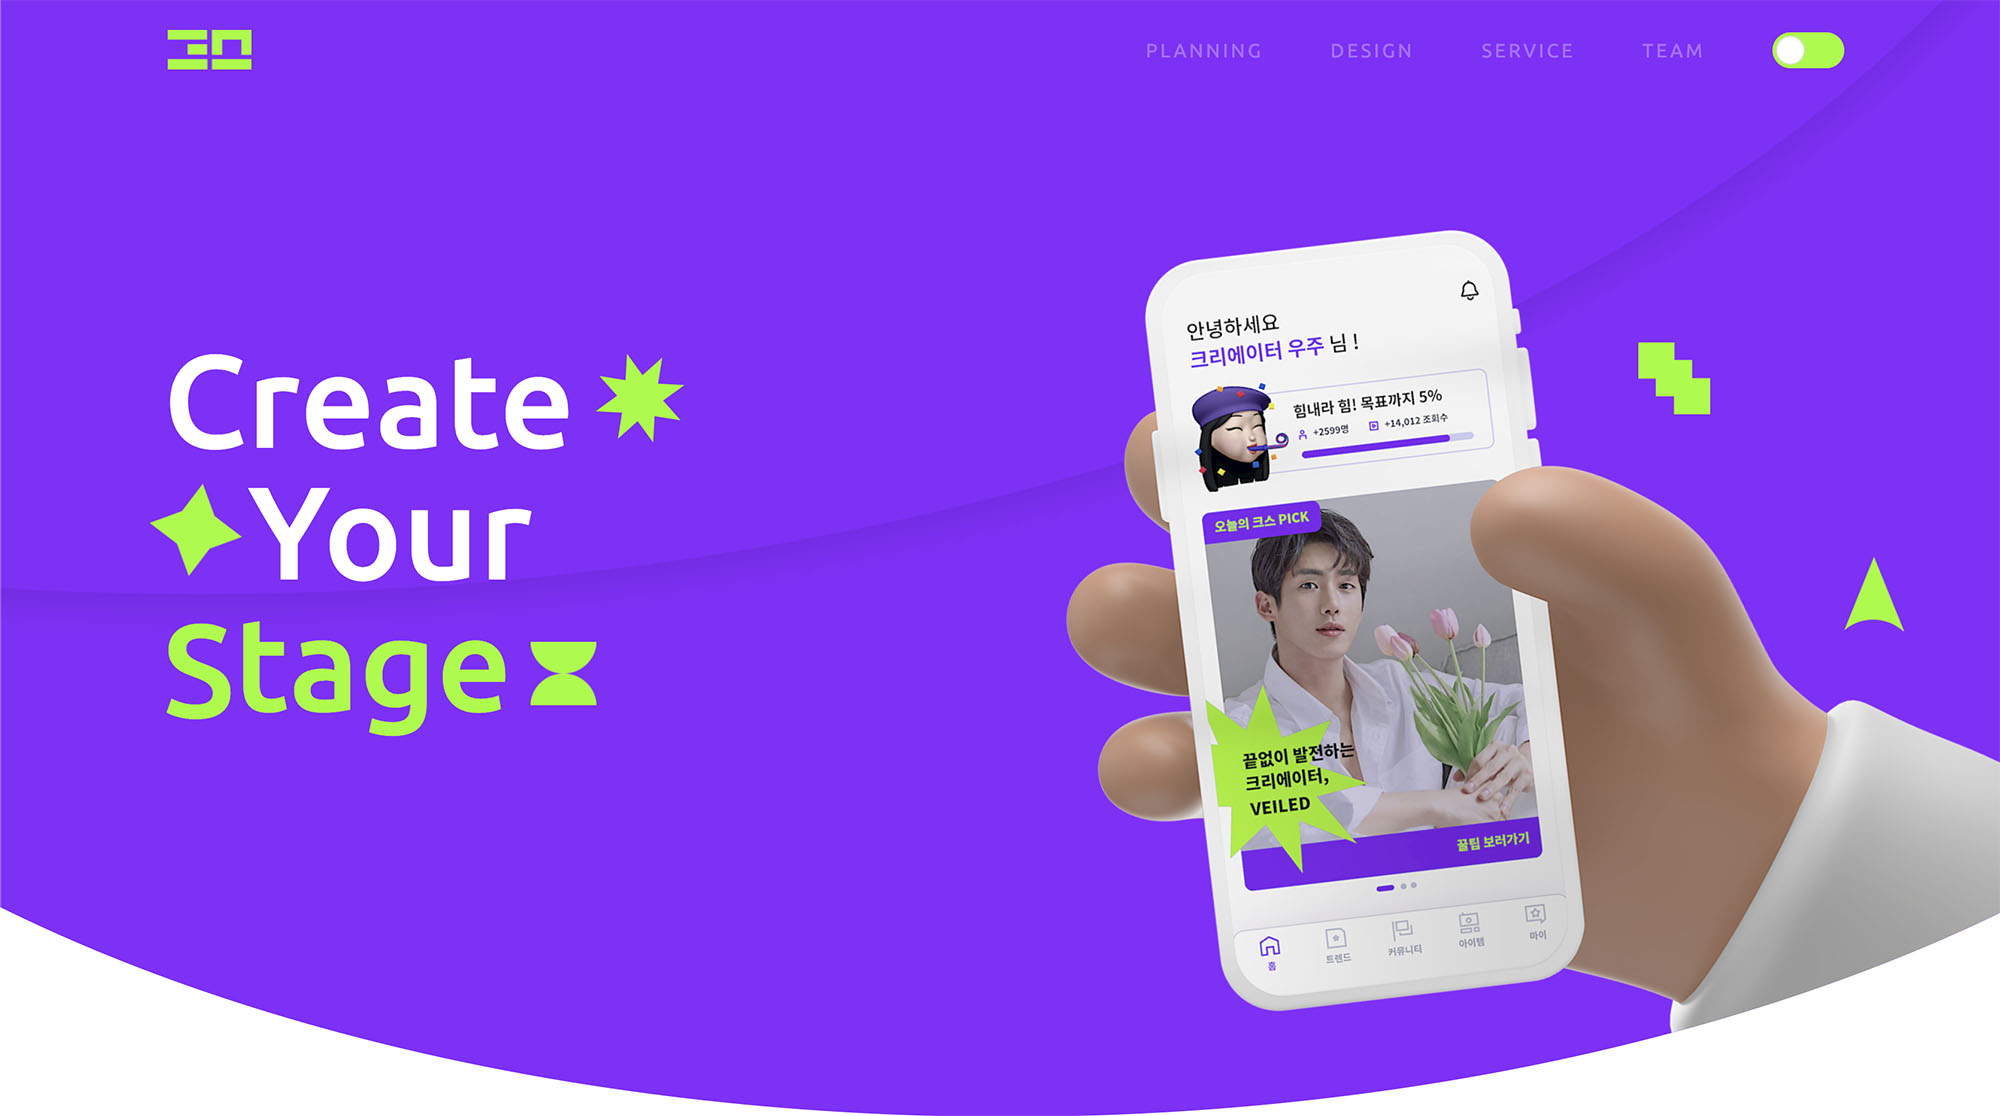 PLANNING
DESIGN
SERVICE
TEAM
Create
Your
Stage
안녕하세요
크리에이터 우주 님 !
힘내라 힘! 목표까지 5%
+2599명
+14,012 조회수
오늘의 크스 PICK
끝없이 발전하는
크리에이터,
VEILED
꿀팁 보러가기
홈
트렌드
커뮤니티
아이템
마이